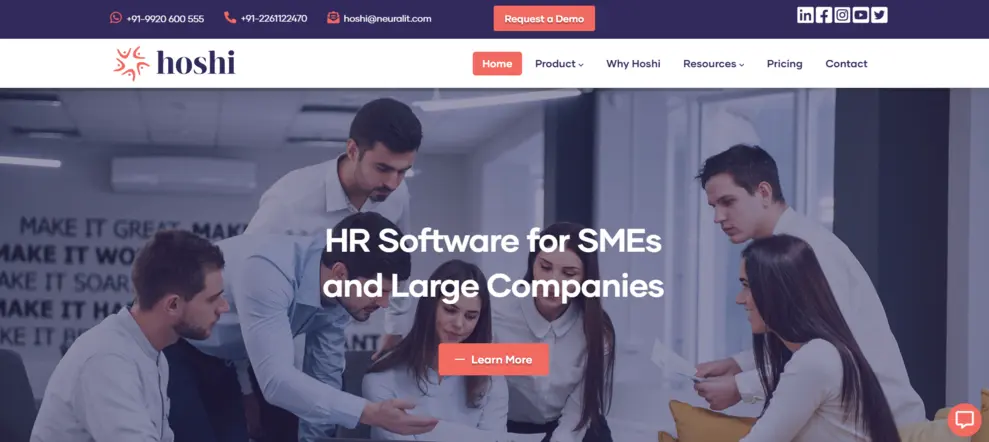 +91-9920 600 555
+91-2261122470
hoshi@neuralit.com
Request a Demo
hoshi
Home
Product
Why Hoshi
Resources
Pricing
Contact
MAKE IT GREAT MAKE
MAKE IT WO
MAKE IT SOAR
MAKE IT HA
MAKE IT
HR Software for SMEs
and Large Companies
Learn More